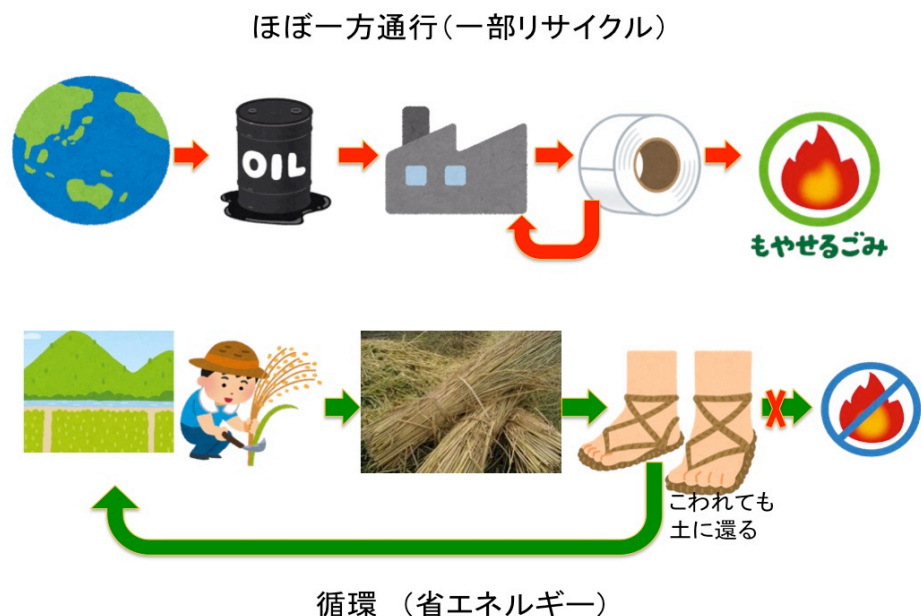 ほぼ一方通行(一部リサイクル)
OIL
もやせるごみ
X
こわれても
土に還る
循環 (省エネルギー)